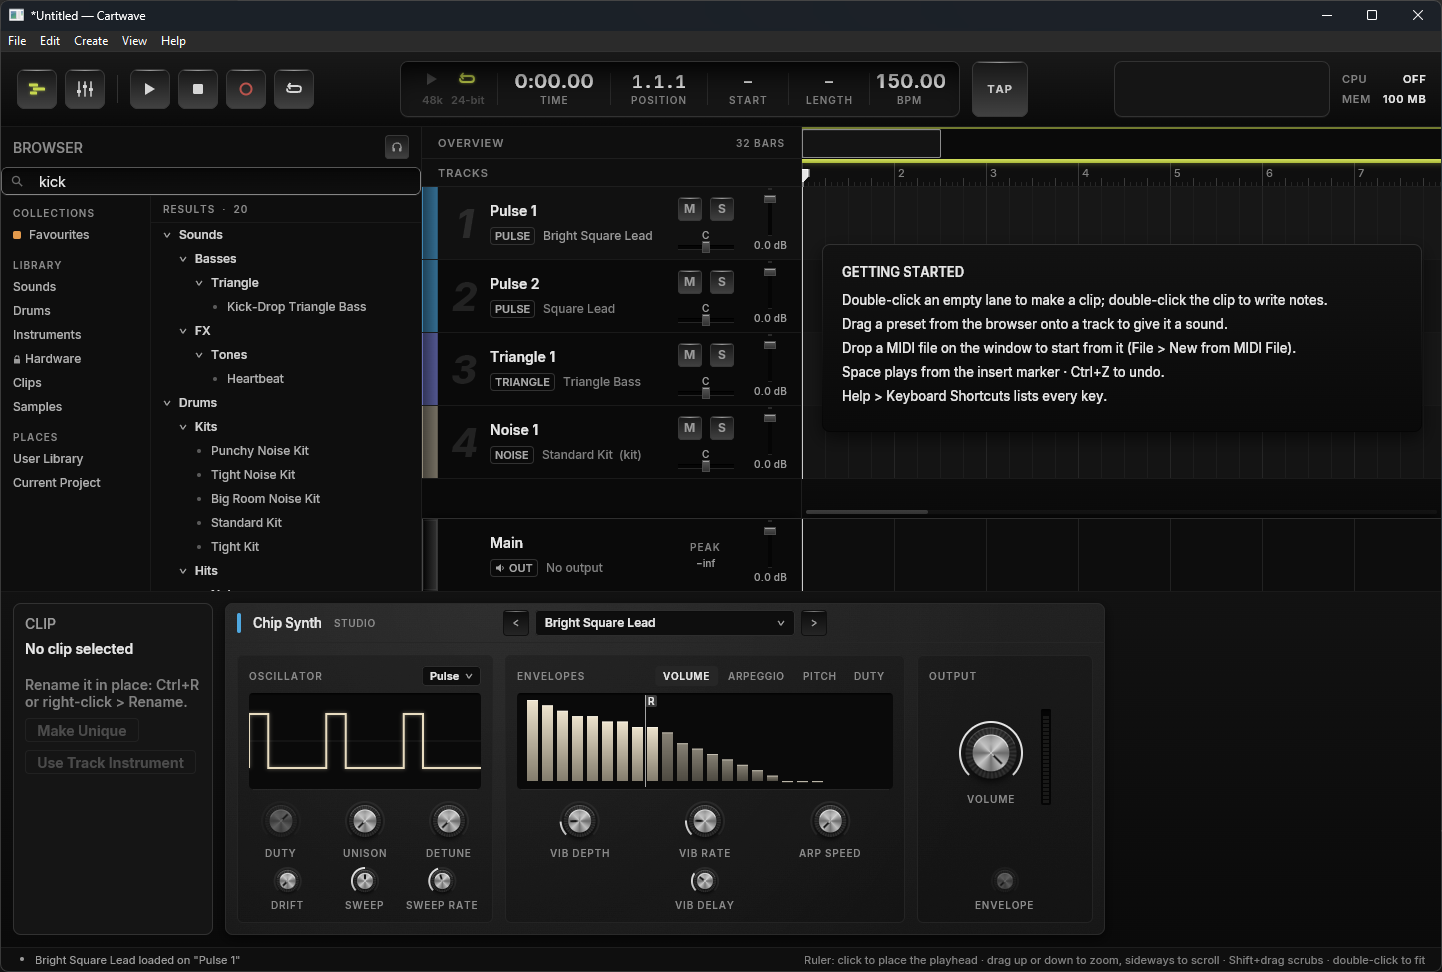 *Untitled — Cartwave
File Edit Create View Help
48k 24-bit
0:00.00
TIME
1.1.1
POSITION
–
START
–
LENGTH
150.00
BPM
TAP
CPU OFF
MEM 100 MB
BROWSER
kick
COLLECTIONS
Favourites
LIBRARY
Sounds
Drums
Instruments
Hardware
Clips
Samples
PLACES
User Library
Current Project
RESULTS · 20
Sounds
Basses
Triangle
Kick-Drop Triangle Bass
FX
Tones
Heartbeat
Drums
Kits
Punchy Noise Kit
Tight Noise Kit
Big Room Noise Kit
Standard Kit
Tight Kit
Hits
OVERVIEW 32 BARS
TRACKS
2 3 4 5 6 7
1 Pulse 1 M S
PULSE Bright Square Lead C 0.0 dB
2 Pulse 2 M S
PULSE Square Lead C 0.0 dB
3 Triangle 1 M S
TRIANGLE Triangle Bass C 0.0 dB
4 Noise 1 M S
NOISE Standard Kit (kit) C 0.0 dB
Main PEAK
OUT No output -inf 0.0 dB
GETTING STARTED
Double-click an empty lane to make a clip; double-click the clip to write notes.
Drag a preset from the browser onto a track to give it a sound.
Drop a MIDI file on the window to start from it (File > New from MIDI File).
Space plays from the insert marker · Ctrl+Z to undo.
Help > Keyboard Shortcuts lists every key.
CLIP
No clip selected
Rename it in place: Ctrl+R
or right-click > Rename.
Make Unique
Use Track Instrument
Chip Synth STUDIO < Bright Square Lead >
OSCILLATOR Pulse
DUTY UNISON DETUNE
DRIFT SWEEP SWEEP RATE
ENVELOPES VOLUME ARPEGGIO PITCH DUTY
R
VIB DEPTH VIB RATE ARP SPEED
VIB DELAY
OUTPUT
VOLUME
ENVELOPE
Bright Square Lead loaded on "Pulse 1"
Ruler: click to place the playhead · drag up or down to zoom, sideways to scroll · Shift+drag scrubs · double-click to fit